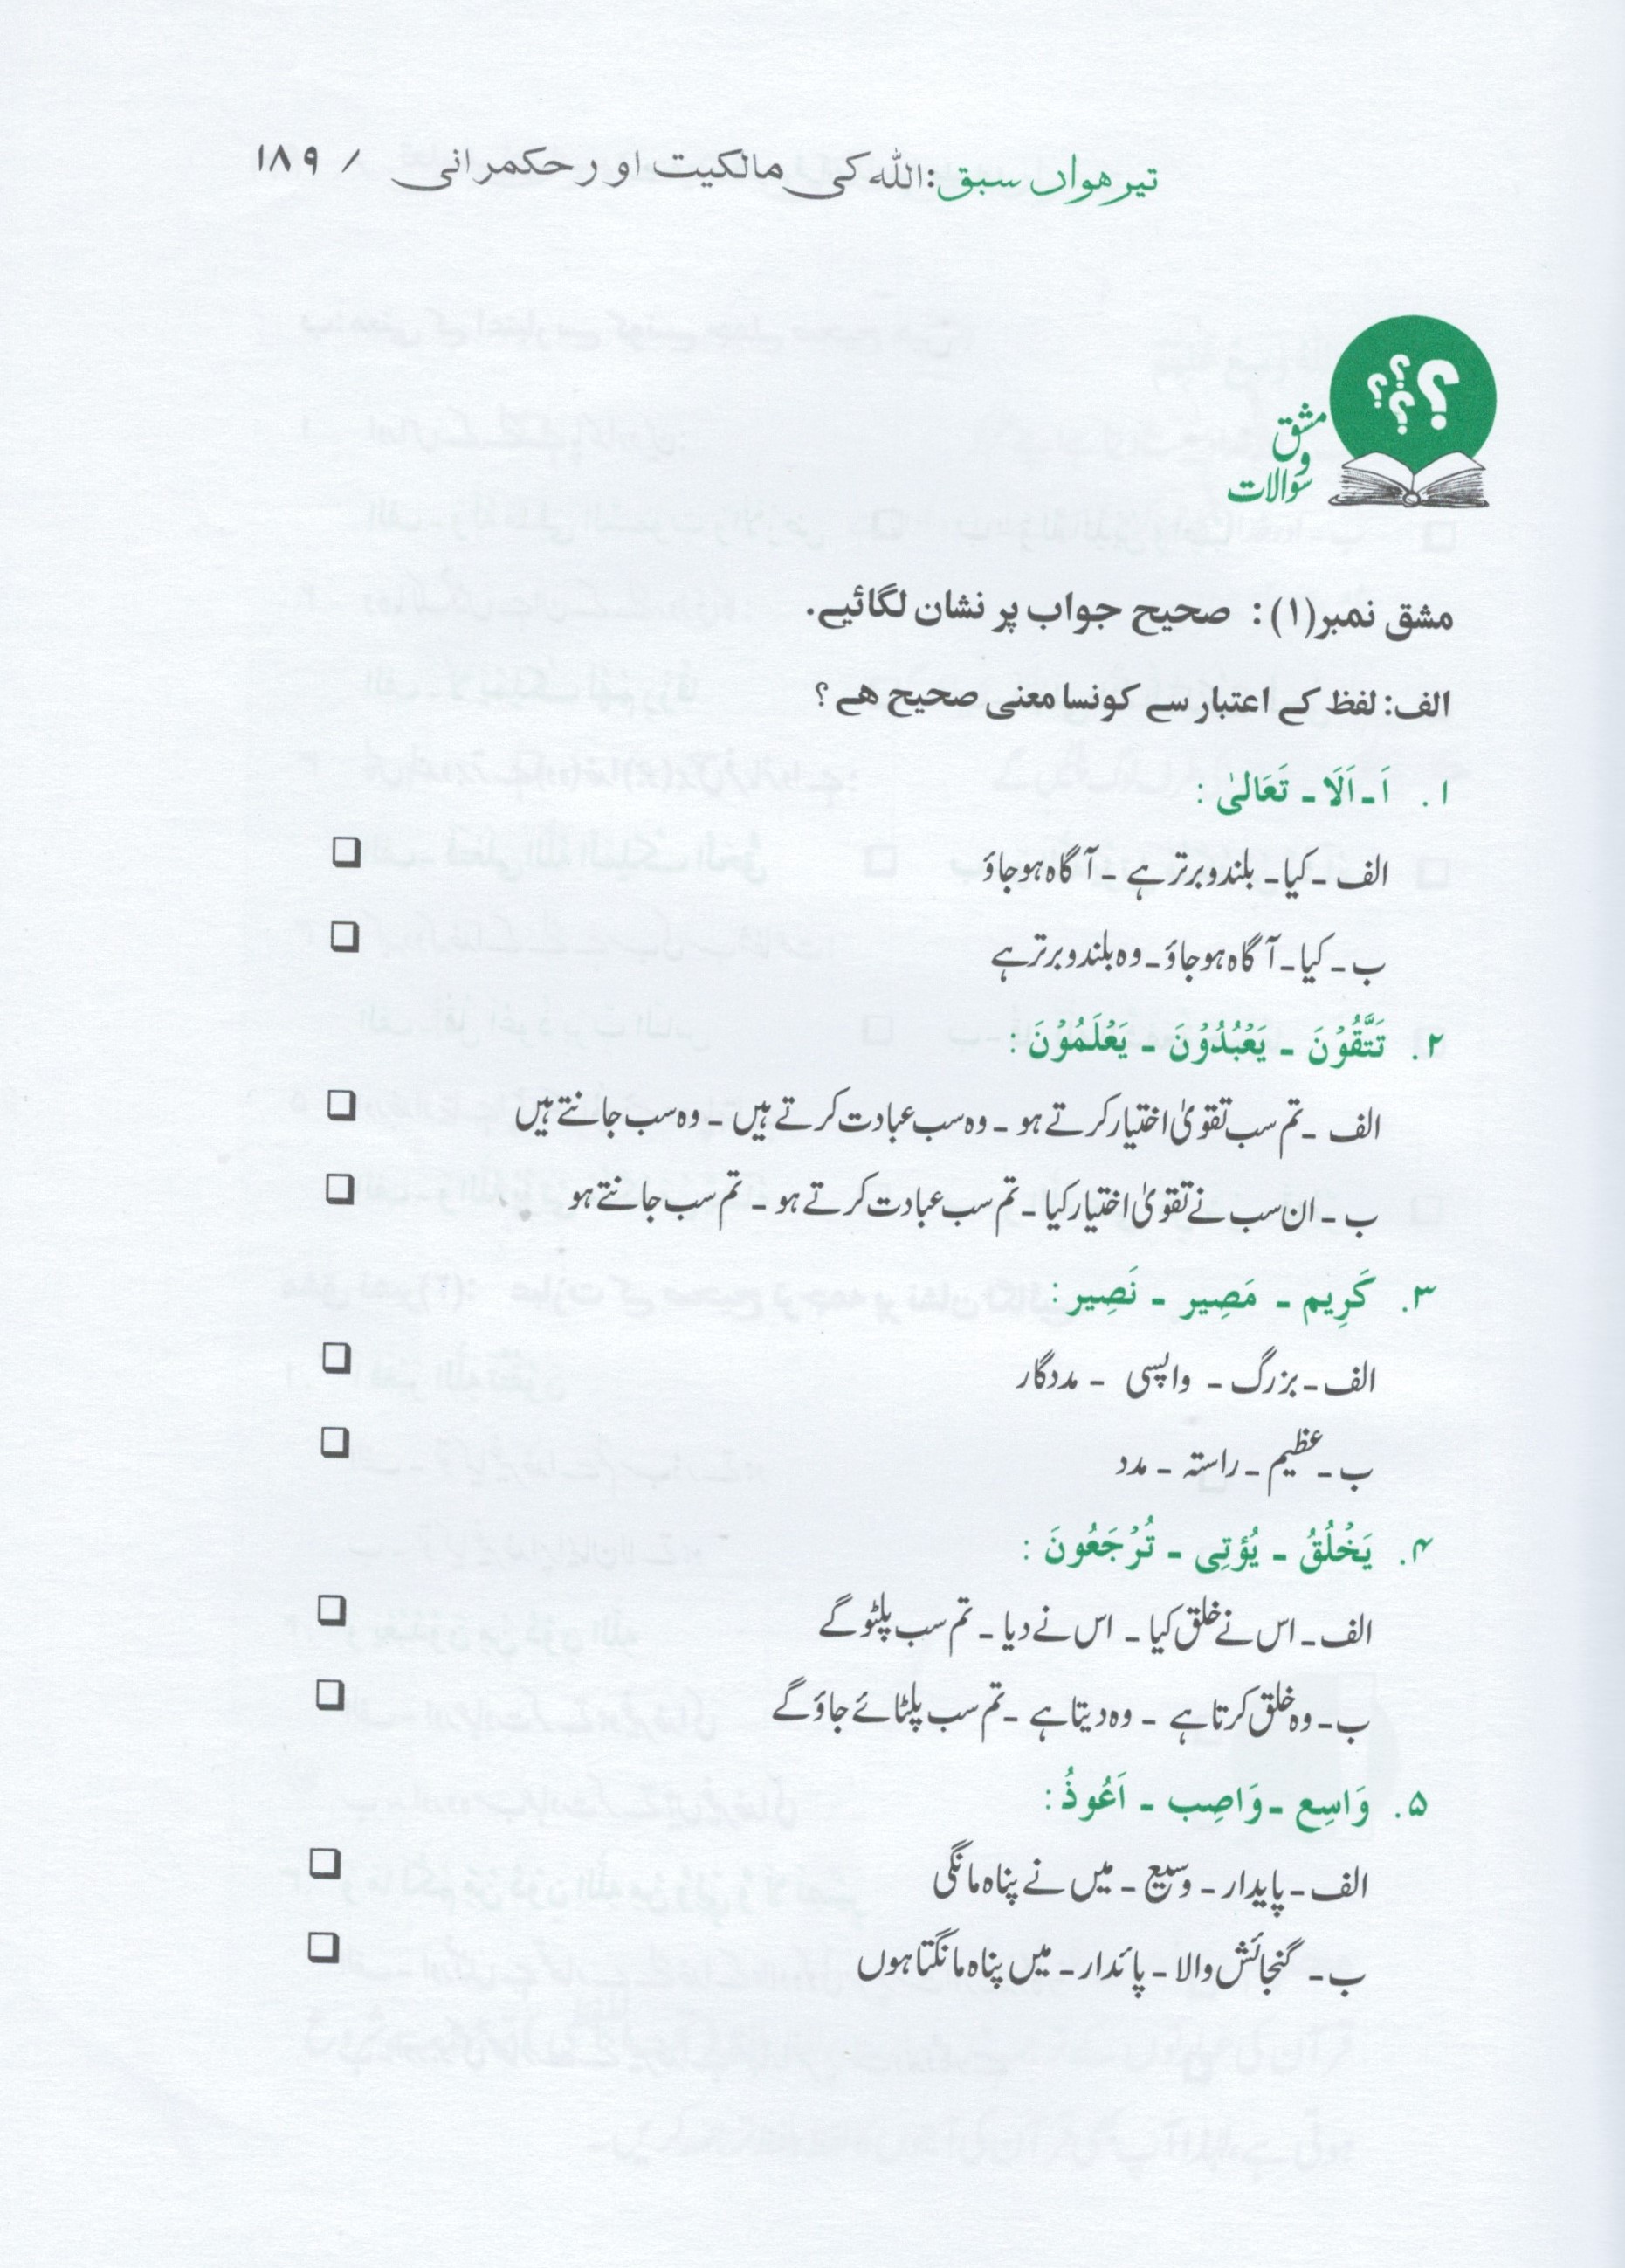 تیرھواں سبق: اللہ کی مالکیت اور حکمرانی / ۱۸۹
مشق
و
سوالات
مشق نمبر(۱): صحیح جواب پر نشان لگائیے.
الف: لفظ کے اعتبار سے کونسا معنی صحیح ھے؟
۱. اَ ـ اَلَا ـ تَعَالیٰ :
الف ـ کیا ـ بلند و برتر ہے ـ آگاہ ہو جاؤ ❑
ب ـ کیا ـ آگاہ ہو جاؤ ـ وہ بلند و برتر ہے ❑
۲. تَتَّقُوْنَ ـ یَعْبُدُوْنَ ـ یَعْلَمُوْنَ :
الف ـ تم سب تقویٰ اختیار کرتے ہو ـ وہ سب عبادت کرتے ہیں ـ وہ سب جانتے ہیں ❑
ب ـ ان سب نے تقویٰ اختیار کیا ـ تم سب عبادت کرتے ہو ـ تم سب جانتے ہو ❑
۳. کَرِیم ـ مَصِیر ـ نَصِیر :
الف ـ بزرگ ـ واپسی ـ مددگار ❑
ب ـ عظیم ـ راستہ ـ مدد ❑
۴. یَخْلُقُ ـ یُؤتِی ـ تُرْجَعُونَ :
الف ـ اس نے خلق کیا ـ اس نے دیا ـ تم سب پلٹو گے ❑
ب ـ وہ خلق کرتا ہے ـ وہ دیتا ہے ـ تم سب پلٹائے جاؤ گے ❑
۵. وَاسِع ـ وَاصِب ـ اَعُوذُ :
الف ـ پایدار ـ وسیع ـ میں نے پناہ مانگی ❑
ب ـ گنجائش والا ـ پائدار ـ میں پناہ مانگتا ہوں ❑